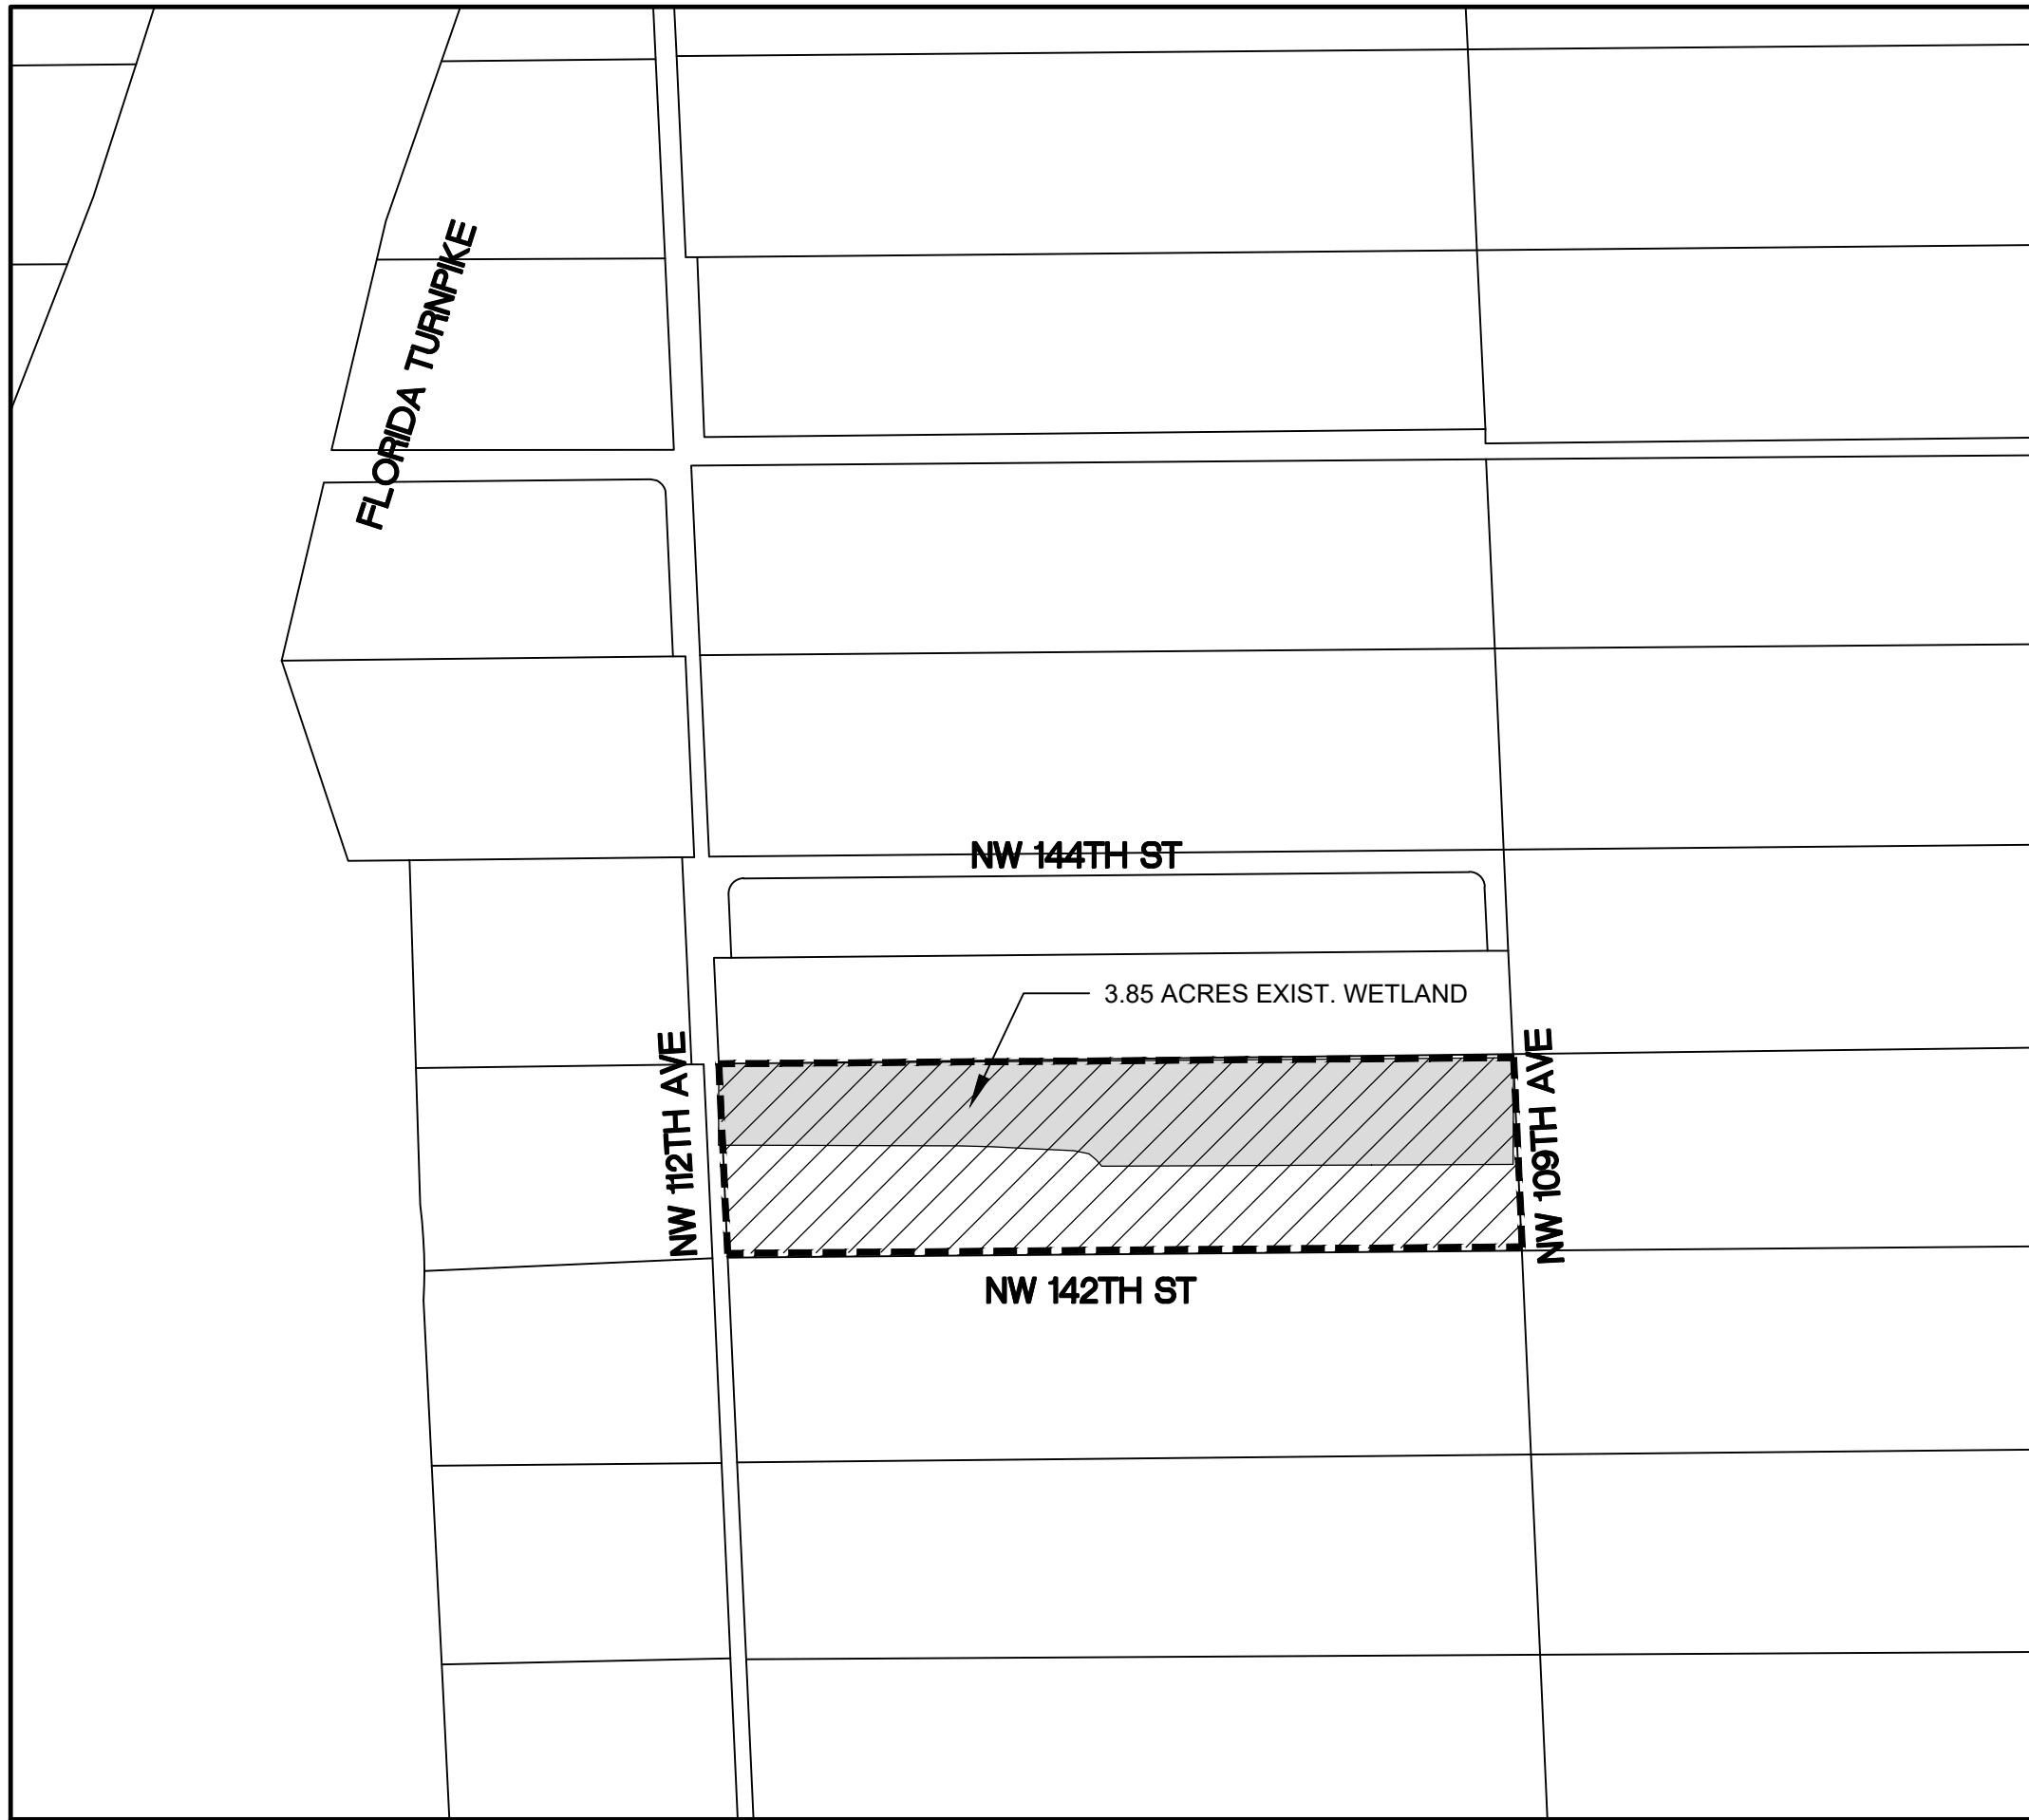 FLORIDA TURNPIKE
NW 144TH ST
3.85 ACRES EXIST. WETLAND
NW 112TH AVE
NW 109TH AVE
NW 142TH ST